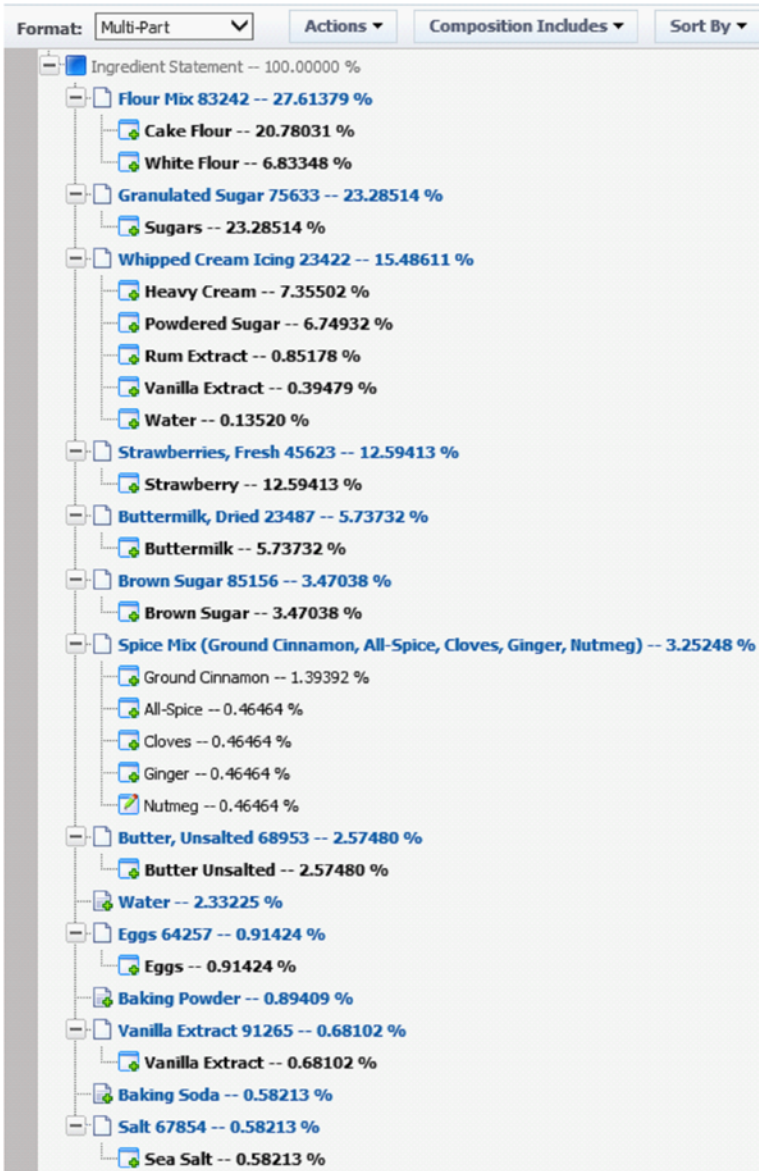 Format: Multi-Part Actions Composition Includes Sort By
Ingredient Statement -- 100.00000 %
Flour Mix 83242 -- 27.61379 %
Cake Flour -- 20.78031 %
White Flour -- 6.83348 %
Granulated Sugar 75633 -- 23.28514 %
Sugars -- 23.28514 %
Whipped Cream Icing 23422 -- 15.48611 %
Heavy Cream -- 7.35502 %
Powdered Sugar -- 6.74932 %
Rum Extract -- 0.85178 %
Vanilla Extract -- 0.39479 %
Water -- 0.13520 %
Strawberries, Fresh 45623 -- 12.59413 %
Strawberry -- 12.59413 %
Buttermilk, Dried 23487 -- 5.73732 %
Buttermilk -- 5.73732 %
Brown Sugar 85156 -- 3.47038 %
Brown Sugar -- 3.47038 %
Spice Mix (Ground Cinnamon, All-Spice, Cloves, Ginger, Nutmeg) -- 3.25248 %
Ground Cinnamon -- 1.39392 %
All-Spice -- 0.46464 %
Cloves -- 0.46464 %
Ginger -- 0.46464 %
Nutmeg -- 0.46464 %
Butter, Unsalted 68953 -- 2.57480 %
Butter Unsalted -- 2.57480 %
Water -- 2.33225 %
Eggs 64257 -- 0.91424 %
Eggs -- 0.91424 %
Baking Powder -- 0.89409 %
Vanilla Extract 91265 -- 0.68102 %
Vanilla Extract -- 0.68102 %
Baking Soda -- 0.58213 %
Salt 67854 -- 0.58213 %
Sea Salt -- 0.58213 %